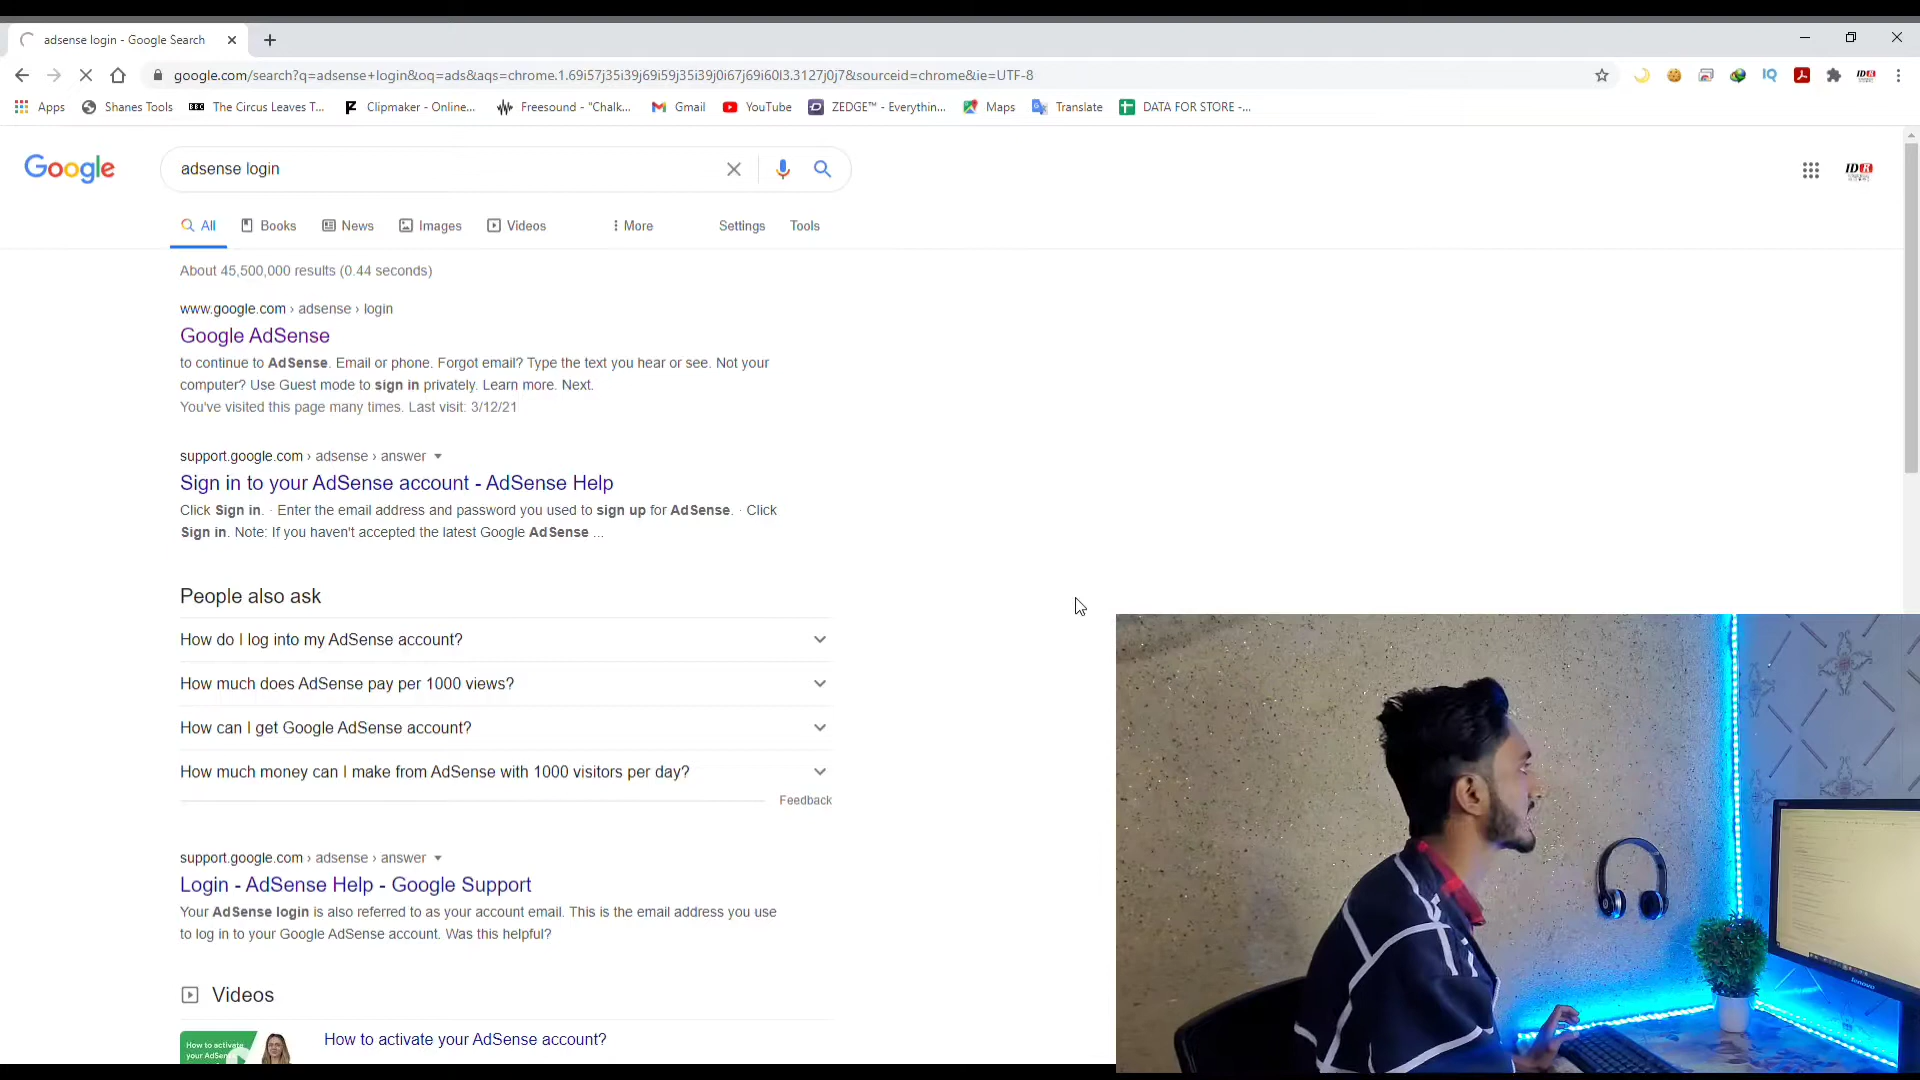 adsense login - Google Search
google.com/search?q=adsense+login&oq=ads&aqs=chrome.1.69i57j35i39j69i59j35i39j0i67j69i60l3.3127j0j7&sourceid=chrome&ie=UTF-8
Apps Shanes Tools The Circus Leaves T... Clipmaker - Online... Freesound - "Chalk... Gmail YouTube ZEDGE™ - Everythin... Maps Translate DATA FOR STORE -...
Google adsense login
All Books News Images Videos More Settings Tools
About 45,500,000 results (0.44 seconds)
www.google.com › adsense › login
Google AdSense
to continue to AdSense. Email or phone. Forgot email? Type the text you hear or see. Not your
computer? Use Guest mode to sign in privately. Learn more. Next.
You've visited this page many times. Last visit: 3/12/21
support.google.com › adsense › answer
Sign in to your AdSense account - AdSense Help
Click Sign in. · Enter the email address and password you used to sign up for AdSense. · Click
Sign in. Note: If you haven't accepted the latest Google AdSense ...
People also ask
How do I log into my AdSense account?
How much does AdSense pay per 1000 views?
How can I get Google AdSense account?
How much money can I make from AdSense with 1000 visitors per day?
Feedback
support.google.com › adsense › answer
Login - AdSense Help - Google Support
Your AdSense login is also referred to as your account email. This is the email address you use
to log in to your Google AdSense account. Was this helpful?
Videos
How to activate your AdSense account?
How to activate
your AdSense